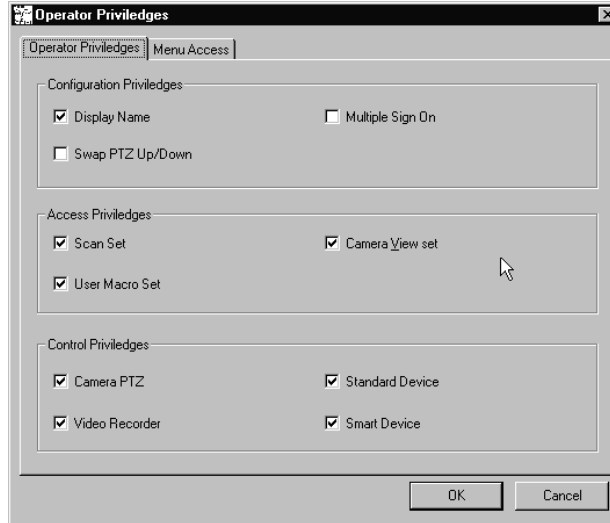 Operator Priviledges
Operator Priviledges Menu Access
Configuration Priviledges
Display Name Multiple Sign On
Swap PTZ Up/Down
Access Priviledges
Scan Set Camera View set
User Macro Set
Control Priviledges
Camera PTZ Standard Device
Video Recorder Smart Device
OK Cancel